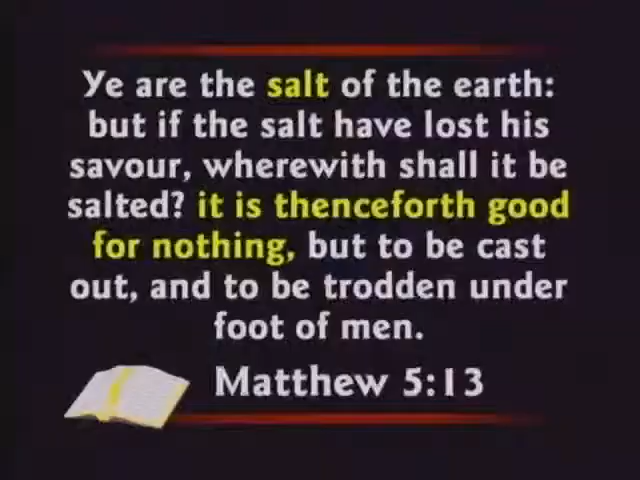 Ye are the salt of the earth:
but if the salt have lost his
savour, wherewith shall it be
salted? it is thenceforth good
for nothing, but to be cast
out, and to be trodden under
foot of men.
Matthew 5:13